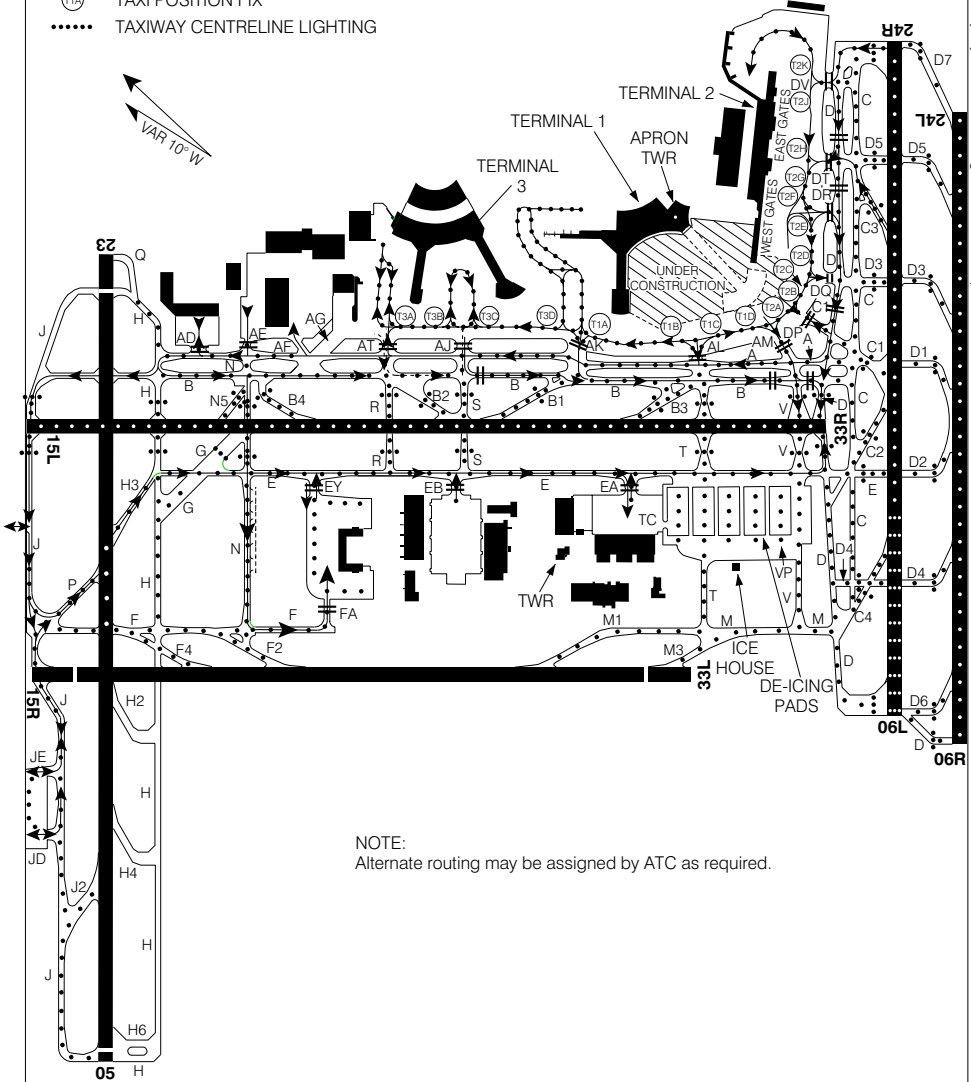 TAXI POSITION FIX
TAXIWAY CENTRELINE LIGHTING
VAR 10° W
TERMINAL 2
TERMINAL 1
APRON
TWR
TERMINAL
3
24R
24L
D7
T2K
DV
T2J
D
C
EAST GATES
T2H
D5
D5
T2G
DT
T2F
DR
WEST GATES
T2E
C3
T2D
D
T2C
D3
D3
UNDER
CONSTRUCTION
T2B
DO
C
T2A
C1
23
Q
J
H
AD
AE
AF
AG
T3A
T3B
T3C
T3D
T1A
T1B
T1C
T1D
AT
AJ
AK
AL
AM
DP
A
A
C1
D1
N
B
B
B
B
H
N5
B4
R
B2
S
B1
B3
V
D
C
15L
33R
G
R
S
T
V
C2
D2
H3
E
EY
EB
E
EA
E
G
TC
C
J
N
D
D4
P
H
VP
D4
TWR
T
V
C4
F
F
FA
M1
M
M
F4
F2
M3
ICE
HOUSE
D
33L
DE-ICING
PADS
15R
J
H2
D6
06L
D
06R
JE
H
JD
H4
J2
NOTE:
Alternate routing may be assigned by ATC as required.
H
J
H6
05
H